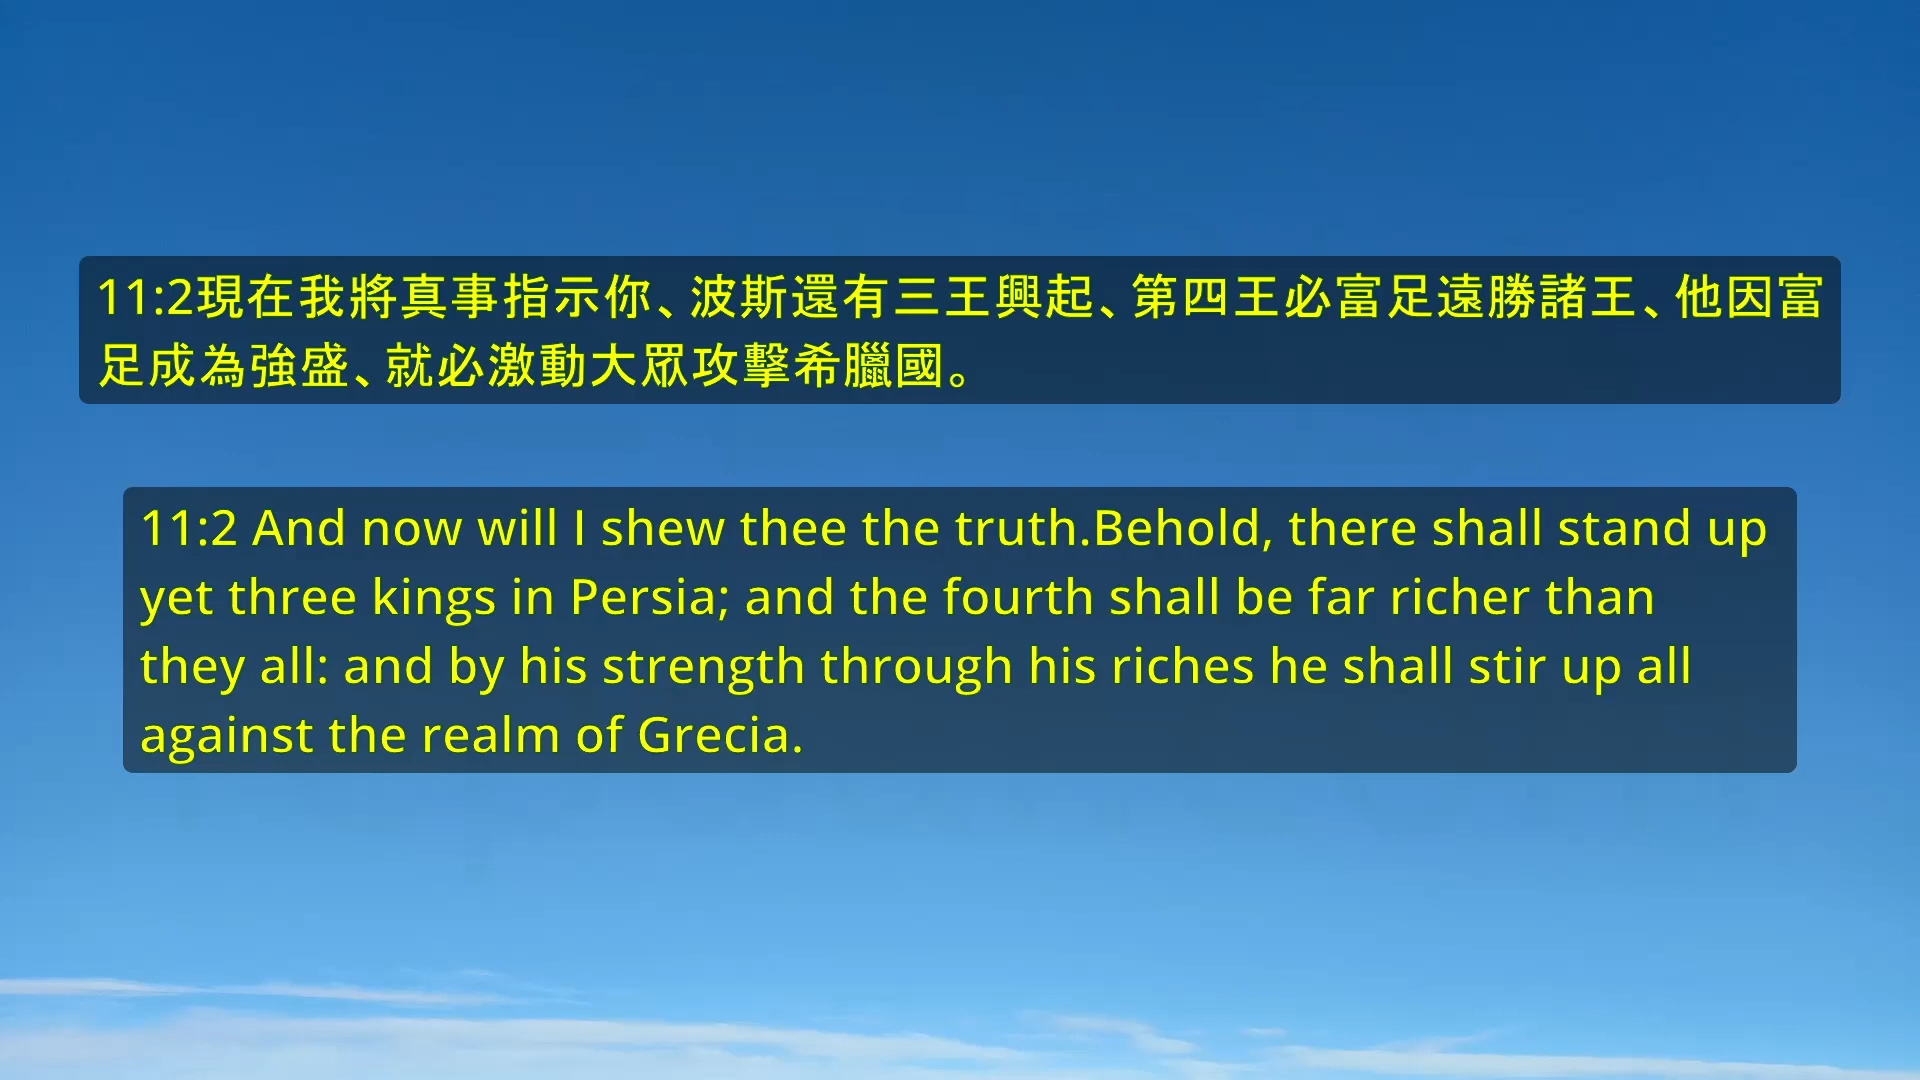 11:2現在我將真事指示你、波斯還有三王興起、第四王必富足遠勝諸王、他因富
足成為強盛、就必激動大眾攻擊希臘國。
11:2 And now will I shew thee the truth.Behold, there shall stand up
yet three kings in Persia; and the fourth shall be far richer than
they all: and by his strength through his riches he shall stir up all
against the realm of Grecia.